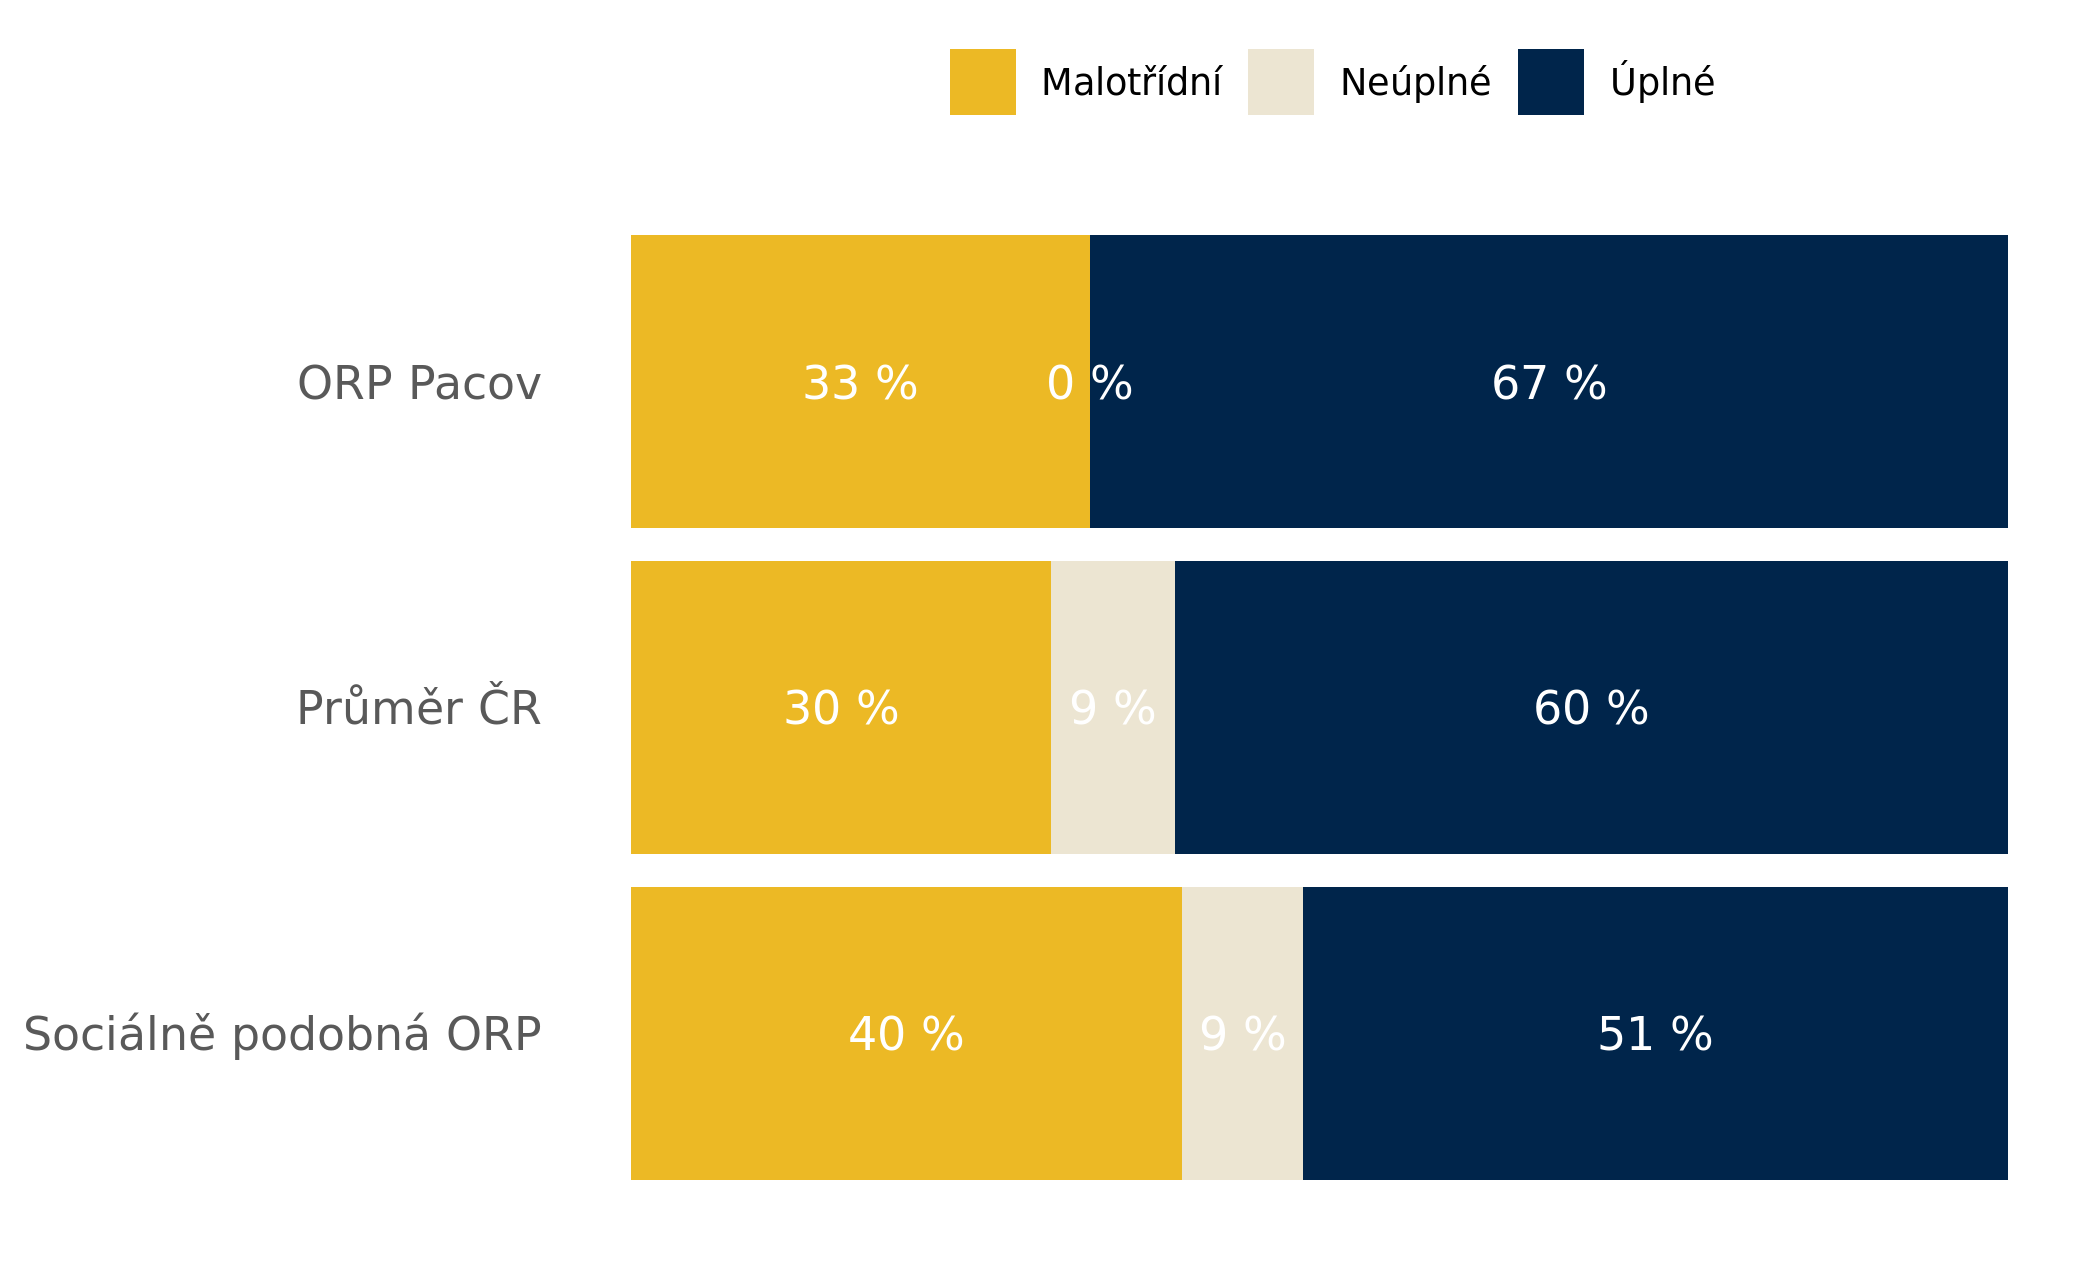 Malotřídní Neúplné Úplné
ORP Pacov 33 % 0 % 67 %
Průměr ČR 30 % 9 % 60 %
Sociálně podobná ORP 40 % 9 % 51 %